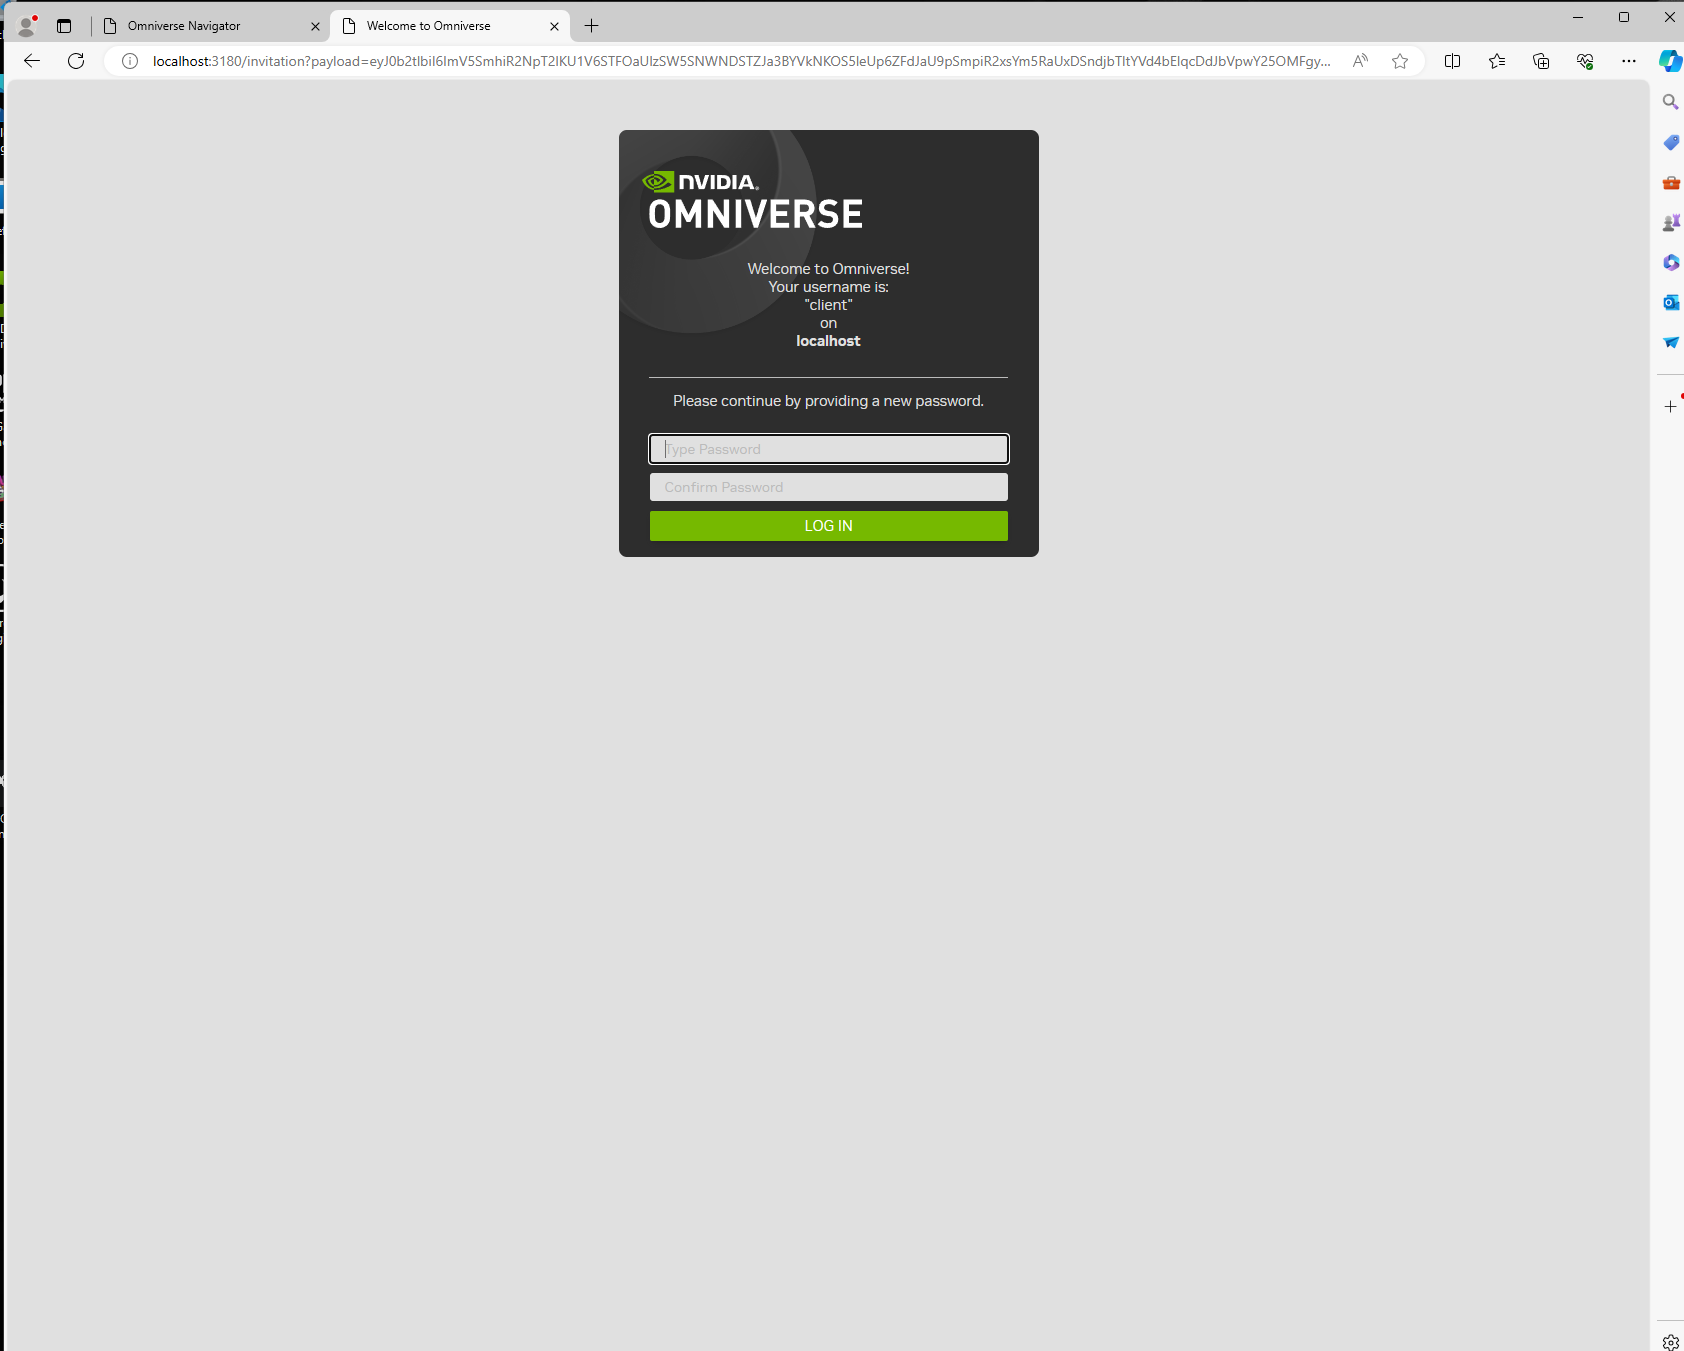 Omniverse Navigator
Welcome to Omniverse
localhost:3180/invitation?payload=
NVIDIA.
OMNIVERSE
Welcome to Omniverse!
Your username is:
"client"
on
localhost
Please continue by providing a new password.
Type Password
Confirm Password
LOG IN